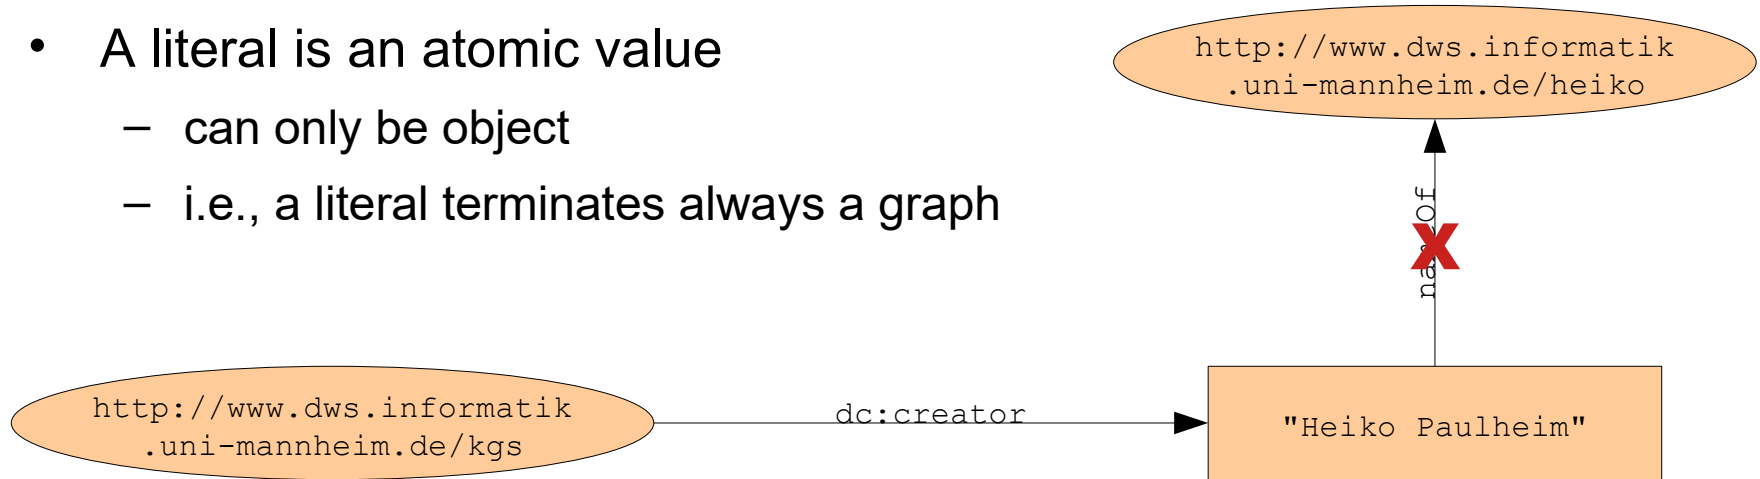 • A literal is an atomic value
– can only be object
– i.e., a literal terminates always a graph
http://www.dws.informatik
.uni-mannheim.de/heiko
X
http://www.dws.informatik
.uni-mannheim.de/kgs
dc:creator
"Heiko Paulheim"